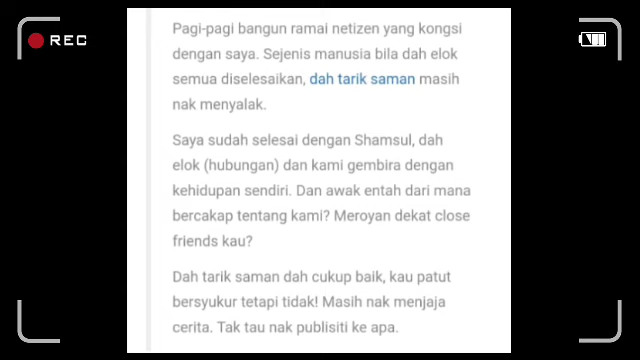 REC
Pagi-pagi bangun ramai netizen yang kongsi
dengan saya. Sejenis manusia bila dah elok
semua diselesaikan, dah tarik saman masih
nak menyalak.
Saya sudah selesai dengan Shamsul, dah
elok (hubungan) dan kami gembira dengan
kehidupan sendiri. Dan awak entah dari mana
bercakap tentang kami? Meroyan dekat close
friends kau?
Dah tarik saman dah cukup baik, kau patut
bersyukur tetapi tidak! Masih nak menjaja
cerita. Tak tau nak publisiti ke apa.